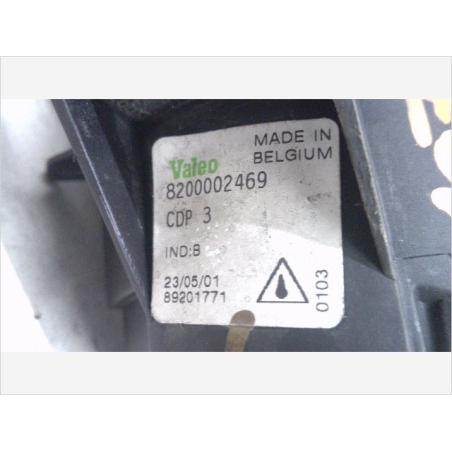 MADE IN
BELGIUM
Valeo
8200002469
CDP 3
IND:B
23/05/01
89201771
0103